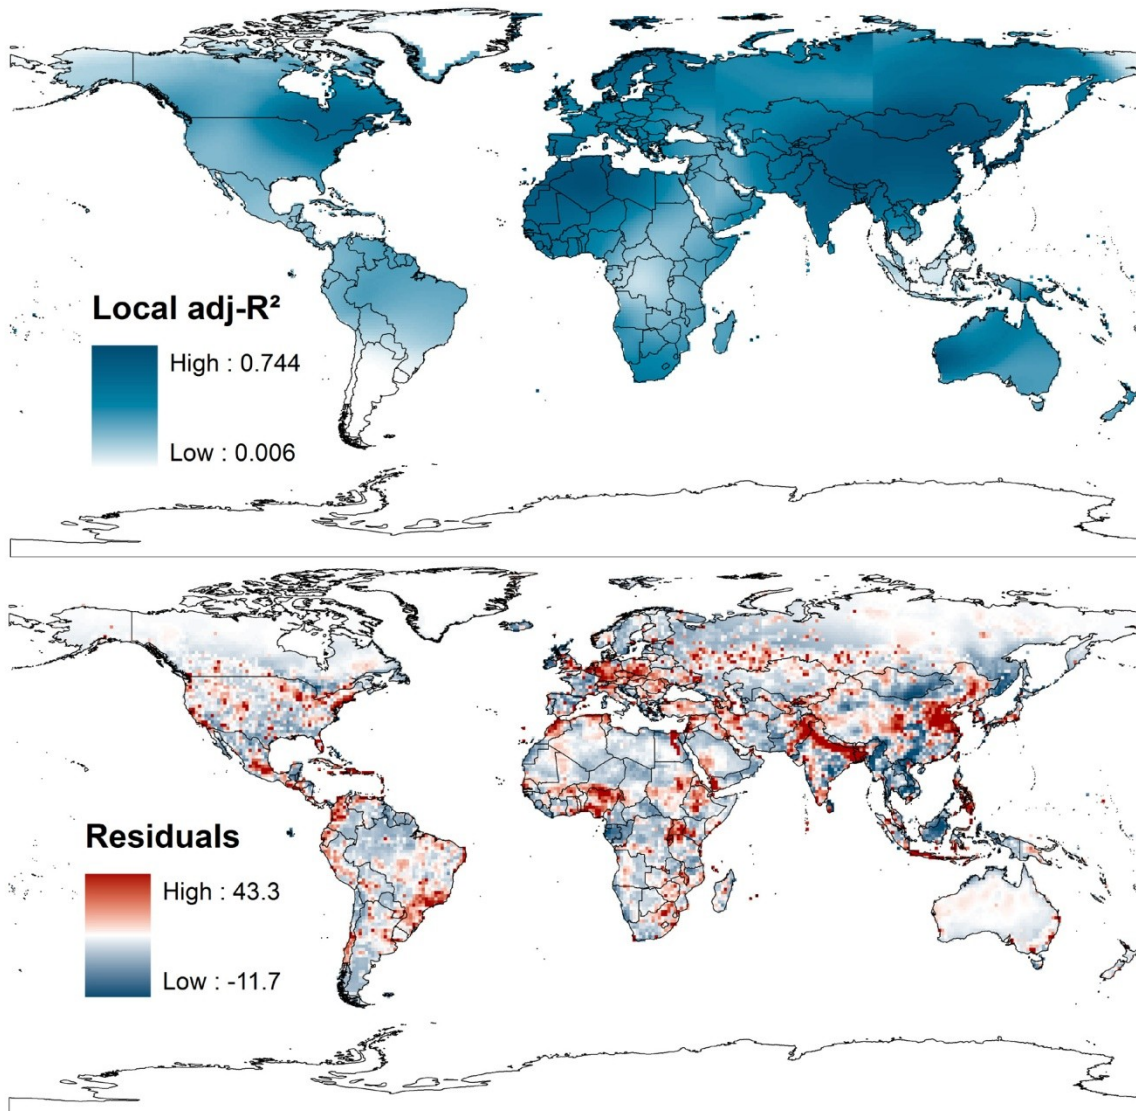 Local adj-R²
High : 0.744
Low : 0.006
Residuals
High : 43.3
Low : -11.7